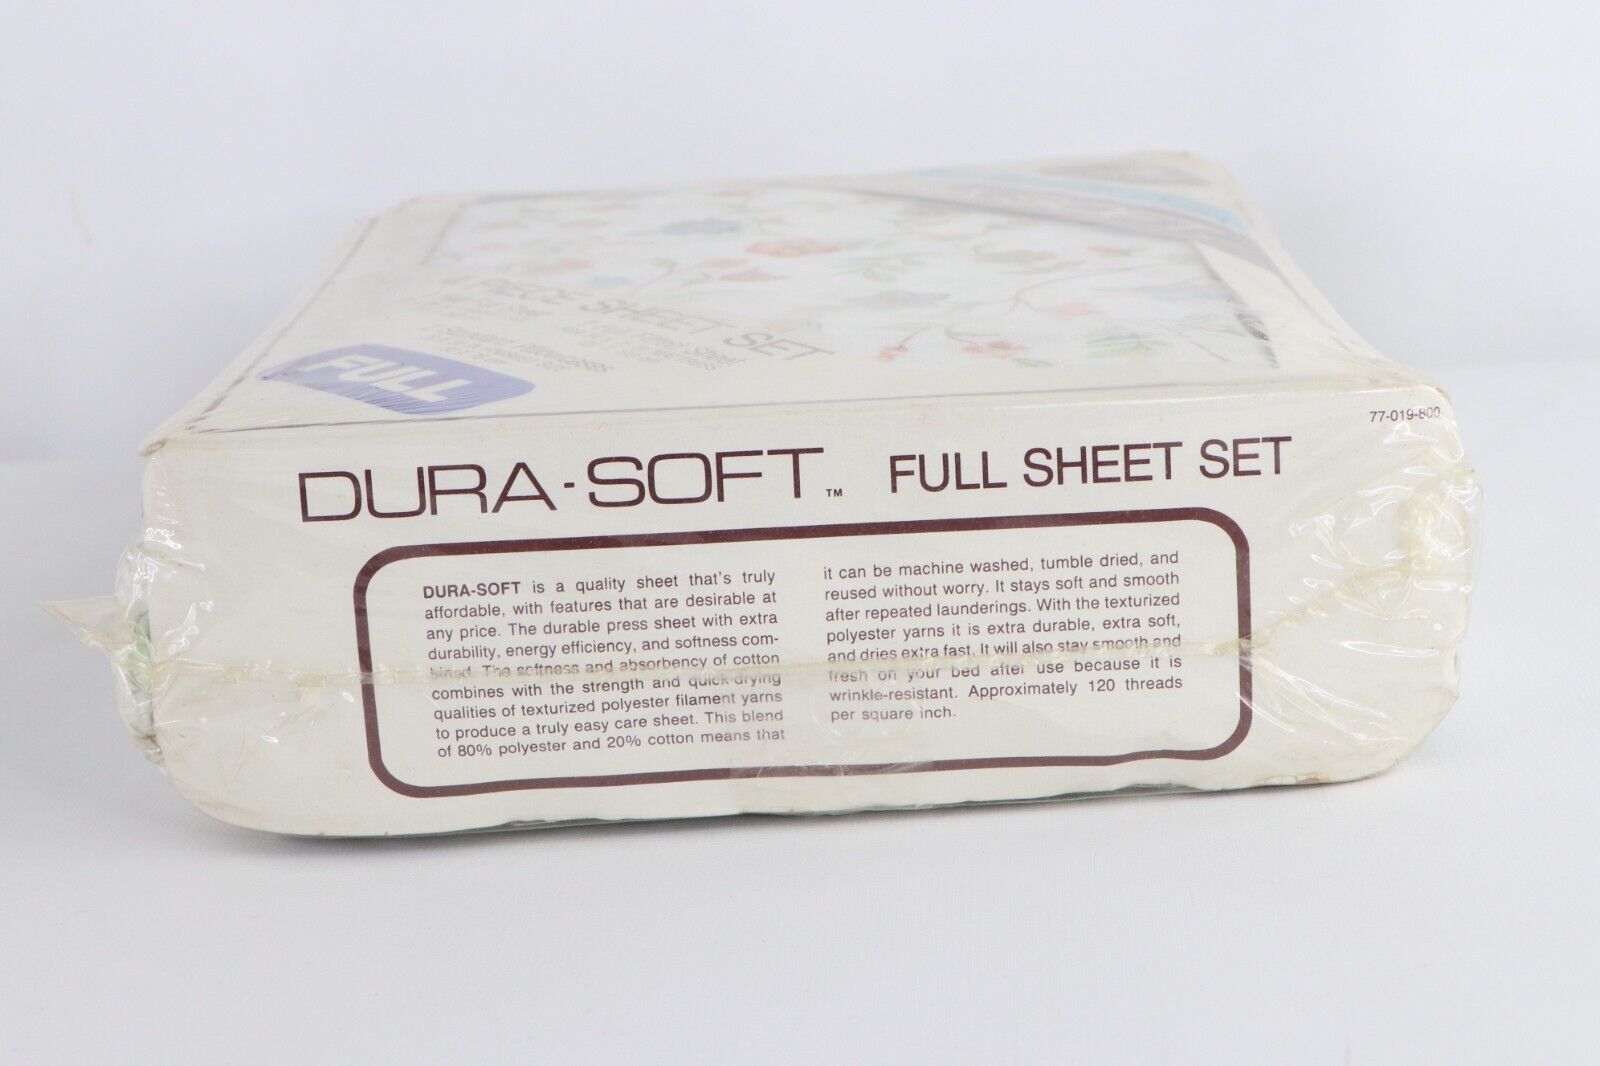 4 PIECE SHEET SET
FULL
77-019-800
DURA-SOFT™ FULL SHEET SET
DURA-SOFT is a quality sheet that's truly
affordable, with features that are desirable at
any price. The durable press sheet with extra
durability, energy efficiency, and softness com-
bined. The softness and absorbency of cotton
combines with the strength and quick-drying
qualities of texturized polyester filament yarns
to produce a truly easy care sheet. This blend
of 80% polyester and 20% cotton means that
it can be machine washed, tumble dried, and
reused without worry. It stays soft and smooth
after repeated launderings. With the texturized
polyester yarns it is extra durable, extra soft,
and dries extra fast. It will also stay smooth and
fresh on your bed after use because it is
wrinkle-resistant. Approximately 120 threads
per square inch.